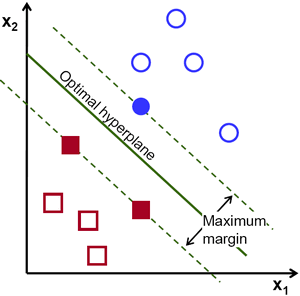 x2
Optimal hyperplane
Maximum
margin
x1